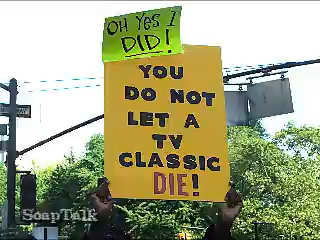 OH YES I
DID!
YOU
DO NOT
LET A
TV
CLASSIC
DIE!
SoapTalk